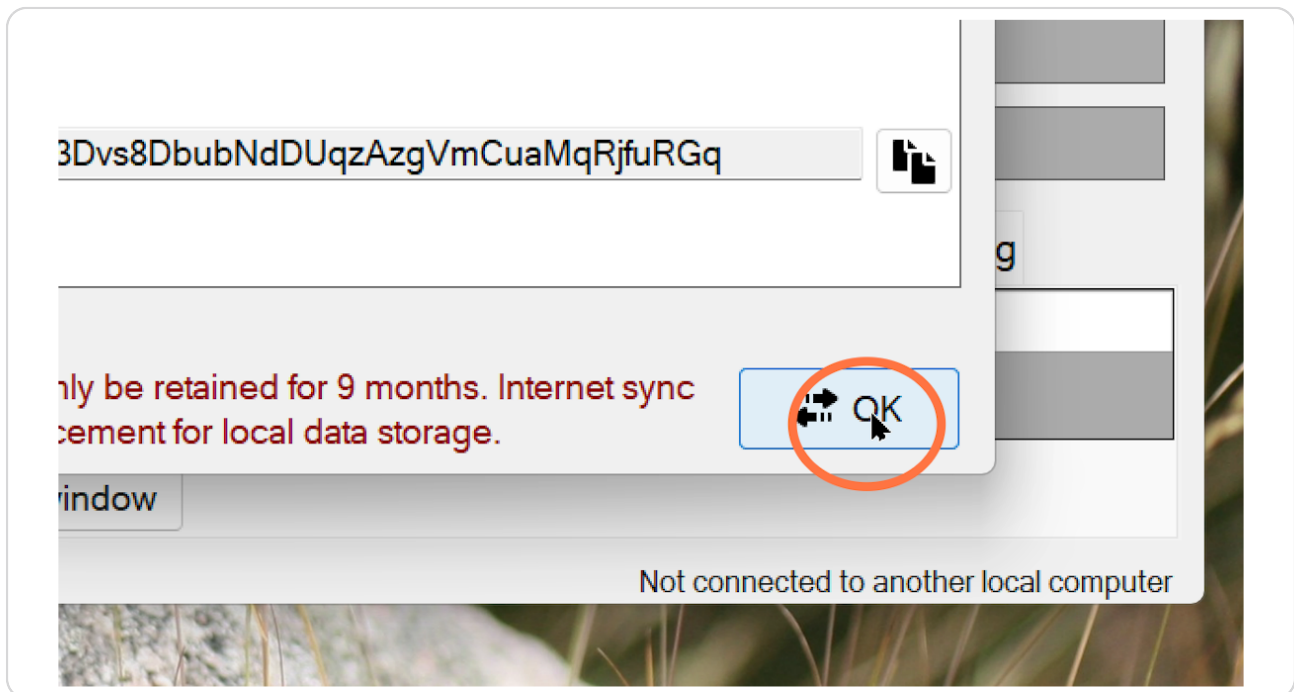 3Dvs8DbubNdDUqzAzgVmCuaMqRjfuRGq
g
nly be retained for 9 months. Internet sync
cement for local data storage.
OK
indow
Not connected to another local computer